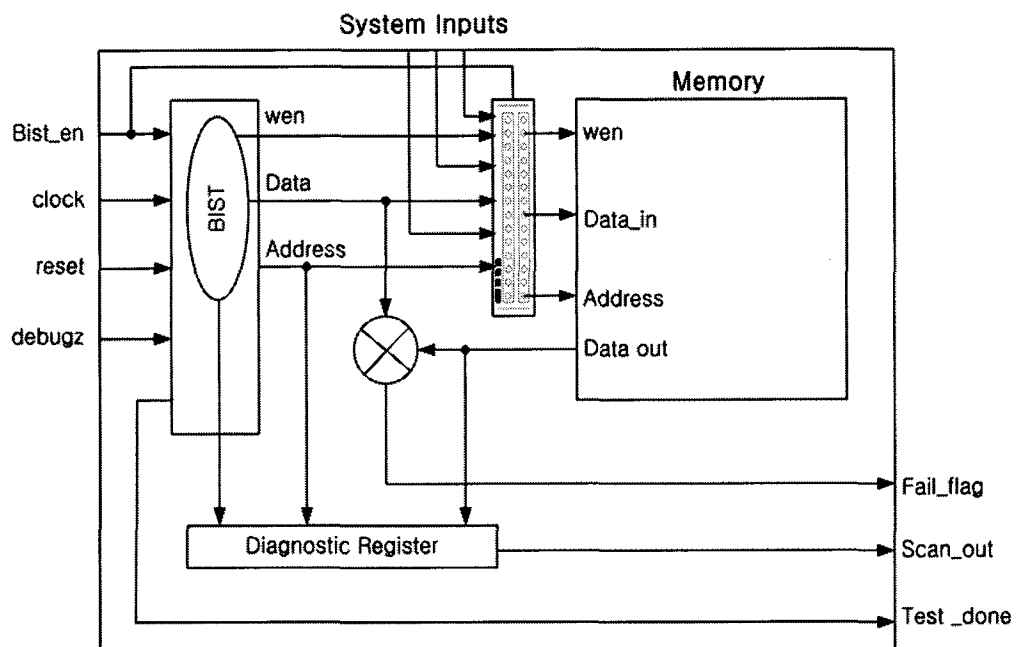 System Inputs
Memory
Bist_en
wen
wen
clock
BIST
Data
Data_in
reset
Address
Address
debugz
Data out
Fail_flag
Diagnostic Register
Scan_out
Test _done